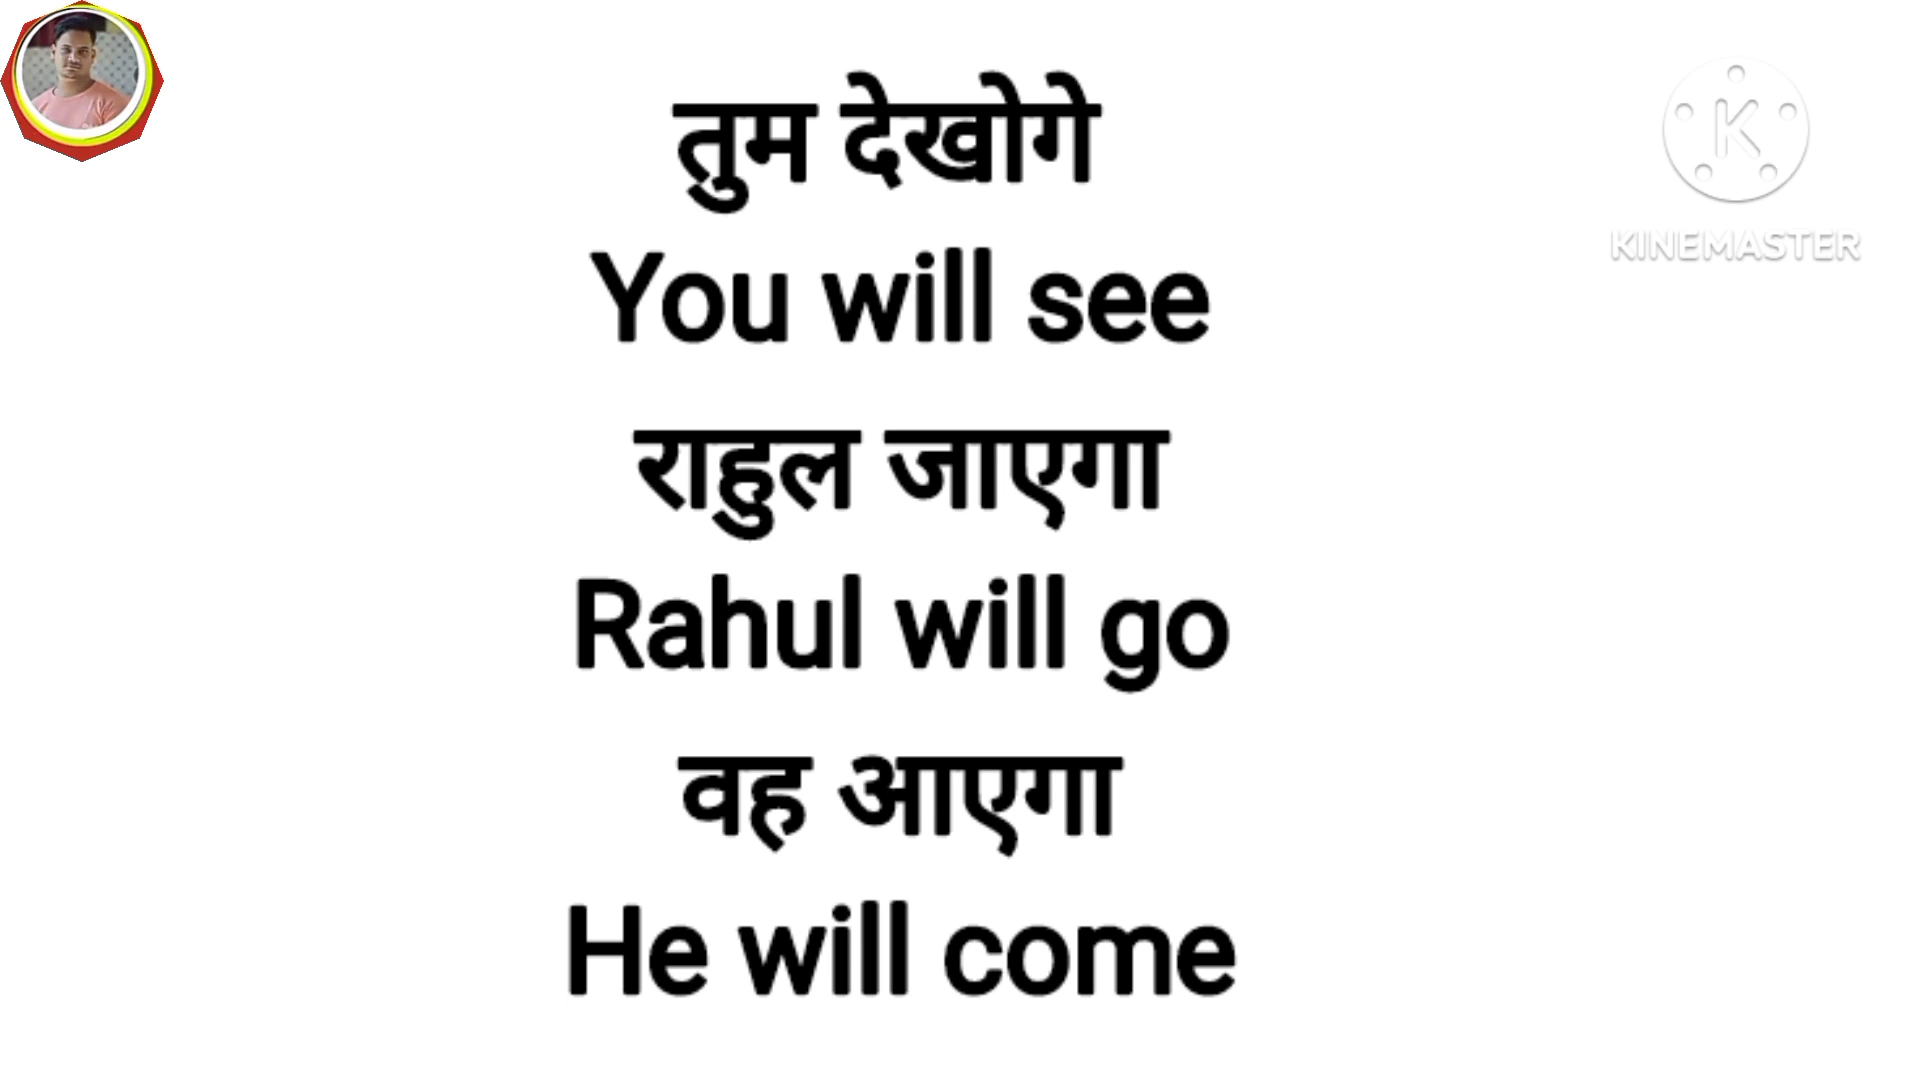 तुम देखोगे
You will see
राहुल जाएगा
Rahul will go
वह आएगा
He will come
K
KINEMASTER